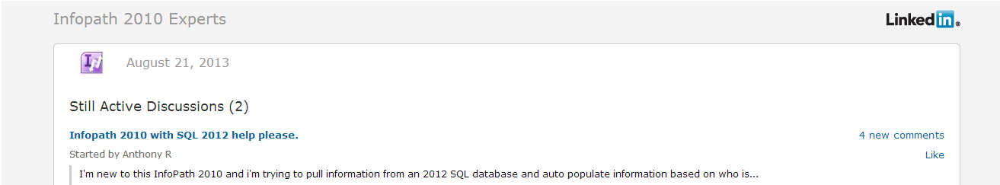 Infopath 2010 Experts
Linked in ®
August 21, 2013
Still Active Discussions (2)
Infopath 2010 with SQL 2012 help please.
4 new comments
Started by Anthony R
Like
I'm new to this InfoPath 2010 and i'm trying to pull information from an 2012 SQL database and auto populate information based on who is...